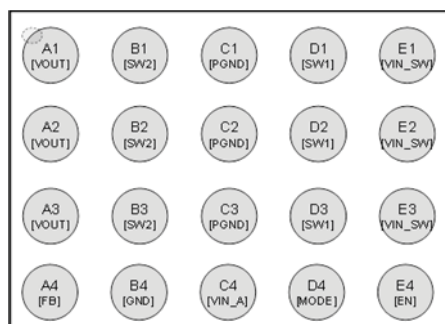 A1 B1 C1 D1 E1
[VOUT] [SW2] [PGND] [SW1] [VIN_SW]
A2 B2 C2 D2 E2
[VOUT] [SW2] [PGND] [SW1] [VIN_SW]
A3 B3 C3 D3 E3
[VOUT] [SW2] [PGND] [SW1] [VIN_SW]
A4 B4 C4 D4 E4
[FB] [GND] [VIN_A] [MODE] [EN]